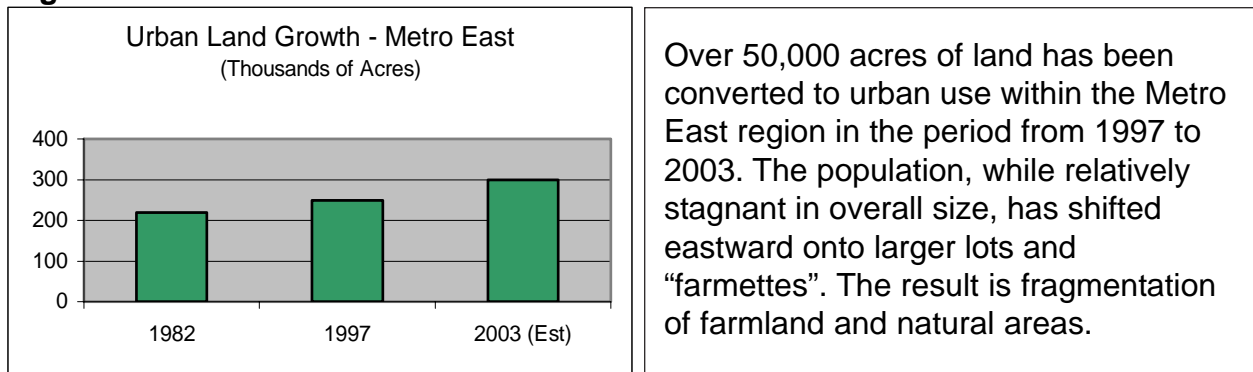 Urban Land Growth - Metro East
(Thousands of Acres)
400
300
200
100
0
1982 1997 2003 (Est)
Over 50,000 acres of land has been
converted to urban use within the Metro
East region in the period from 1997 to
2003. The population, while relatively
stagnant in overall size, has shifted
eastward onto larger lots and
“farmettes”. The result is fragmentation
of farmland and natural areas.